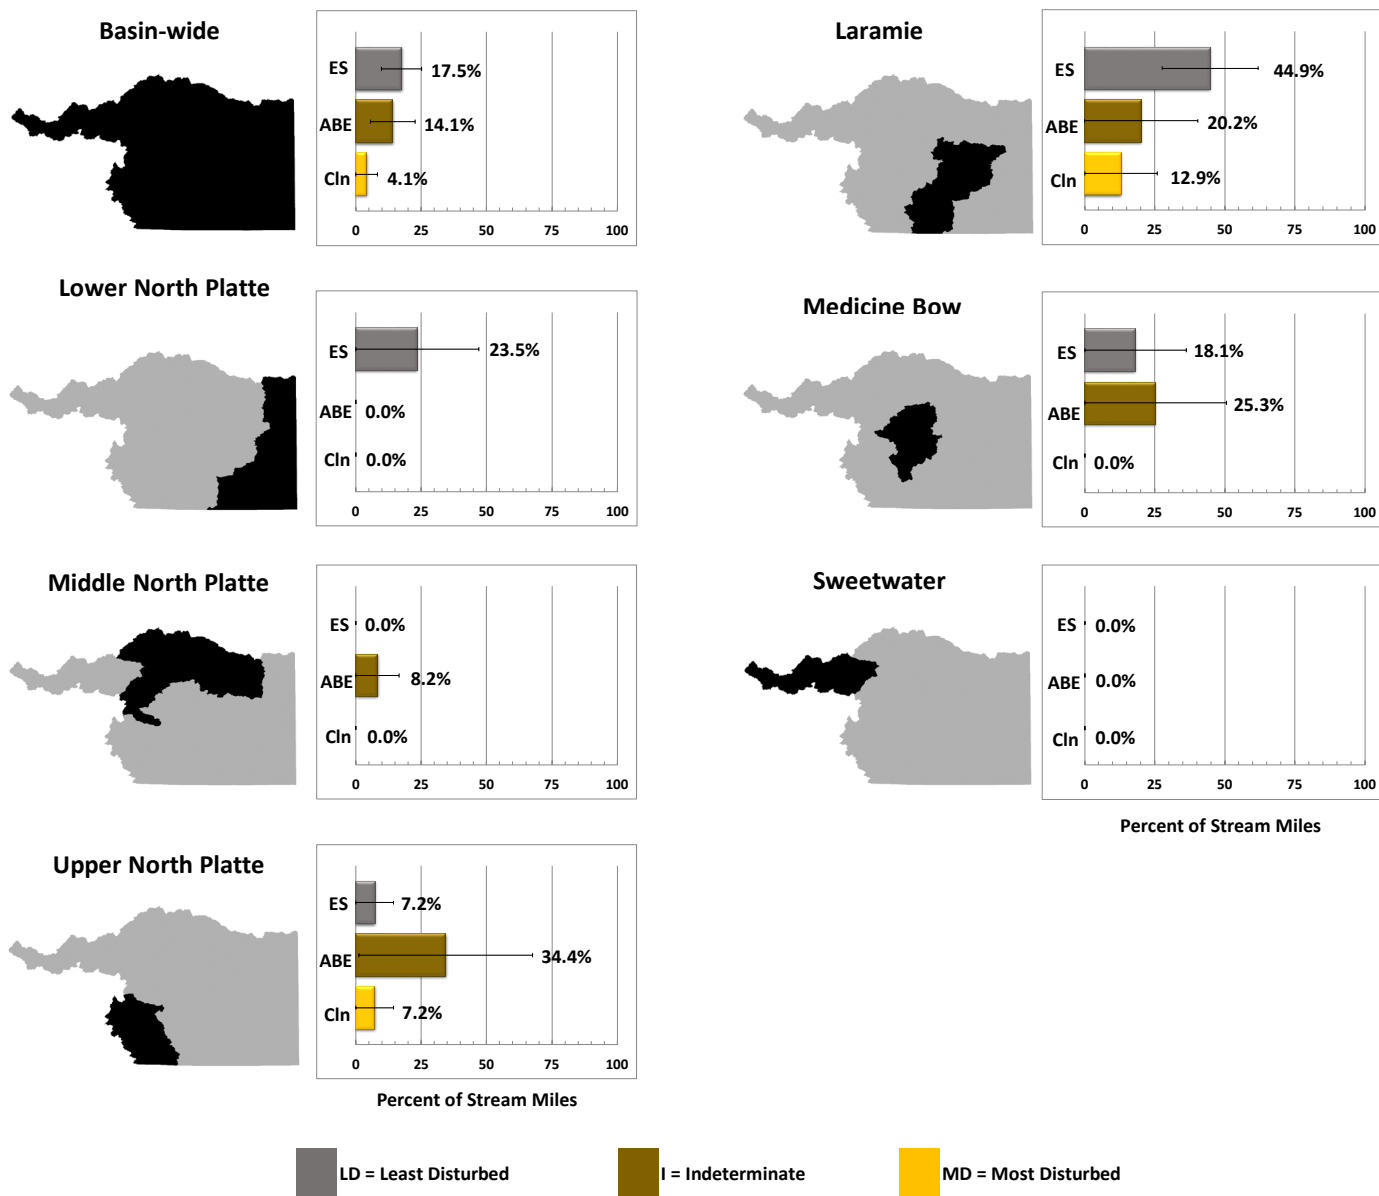 Basin-wide
ES 17.5%
ABE 14.1%
Cln 4.1%
0 25 50 75 100
Laramie
ES 44.9%
ABE 20.2%
Cln 12.9%
0 25 50 75 100
Lower North Platte
ES 23.5%
ABE 0.0%
Cln 0.0%
0 25 50 75 100
Medicine Bow
ES 18.1%
ABE 25.3%
Cln 0.0%
0 25 50 75 100
Middle North Platte
ES 0.0%
ABE 8.2%
Cln 0.0%
0 25 50 75 100
Sweetwater
ES 0.0%
ABE 0.0%
Cln 0.0%
0 25 50 75 100
Percent of Stream Miles
Upper North Platte
ES 7.2%
ABE 34.4%
Cln 7.2%
0 25 50 75 100
Percent of Stream Miles
LD = Least Disturbed
I = Indeterminate
MD = Most Disturbed